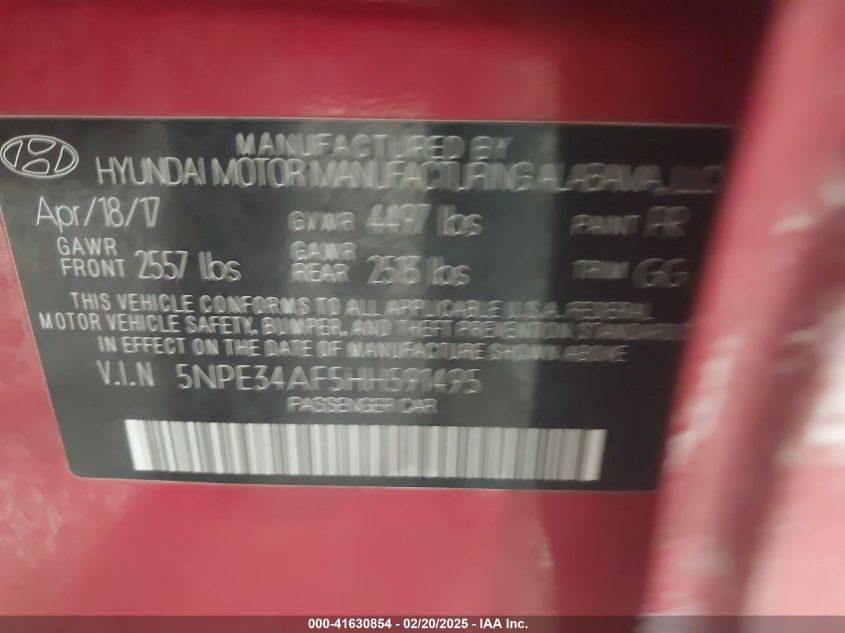 MANUFACTURED BY
HYUNDAI MOTOR MANUFACTURING ALABAMA, LLC
Apr/18/17 GVWR 4497 lbs PAINT PR
GAWR FRONT 2557 lbs GAWR REAR 2513 lbs TRIM GG
THIS VEHICLE CONFORMS TO ALL APPLICABLE U.S.A. FEDERAL
MOTOR VEHICLE SAFETY, BUMPER, AND THEFT PREVENTION STANDARDS
IN EFFECT ON THE DATE OF MANUFACTURE SHOWN ABOVE
V.I.N 5NPE34AF5HH591495
PASSENGER CAR
000-41630854 - 02/20/2025 - IAA Inc.